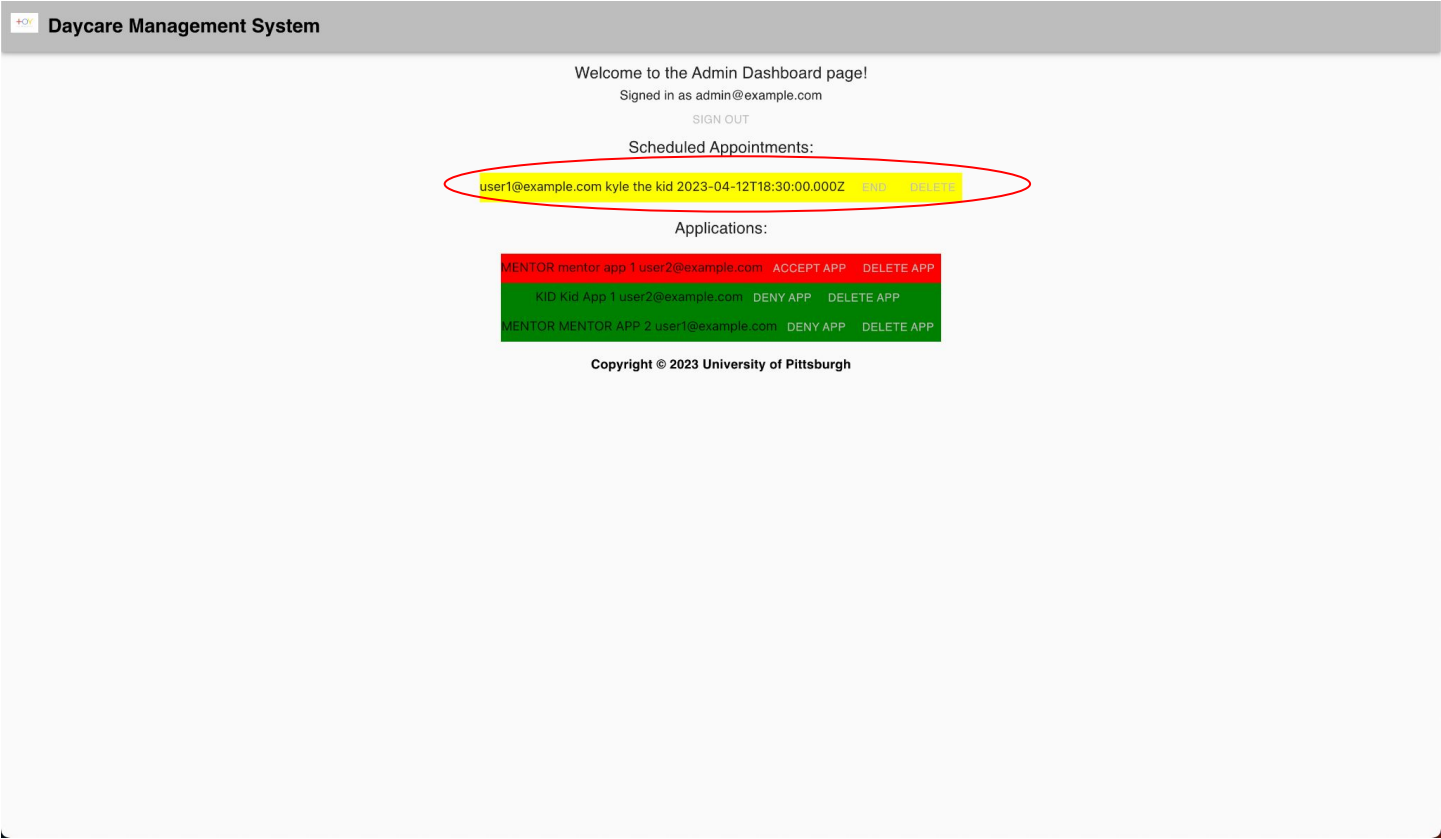 +OY
Daycare Management System
Welcome to the Admin Dashboard page!
Signed in as admin@example.com
SIGN OUT
Scheduled Appointments:
user1@example.com kyle the kid 2023-04-12T18:30:00.000Z END DELETE
Applications:
MENTOR mentor app 1 user2@example.com ACCEPT APP DELETE APP
KID Kid App 1 user2@example.com DENY APP DELETE APP
MENTOR MENTOR APP 2 user1@example.com DENY APP DELETE APP
Copyright © 2023 University of Pittsburgh